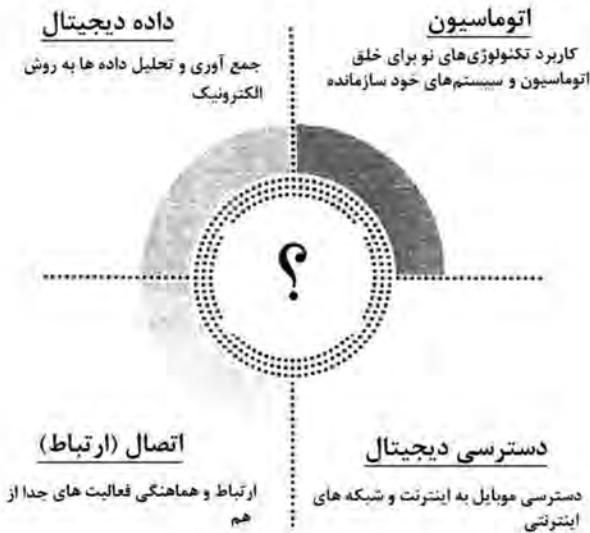 اتوماسیون
کاربرد تکنولوژی‌های نو برای خلق
اتوماسیون و سیستم‌های خود سازمانده
داده دیجیتال
جمع آوری و تحلیل داده ها به روش
الکترونیک
؟
دسترسی دیجیتال
دسترسی موبایل به اینترنت و شبکه های
اینترنتی
اتصال (ارتباط)
ارتباط و هماهنگی فعالیت های جدا از
هم